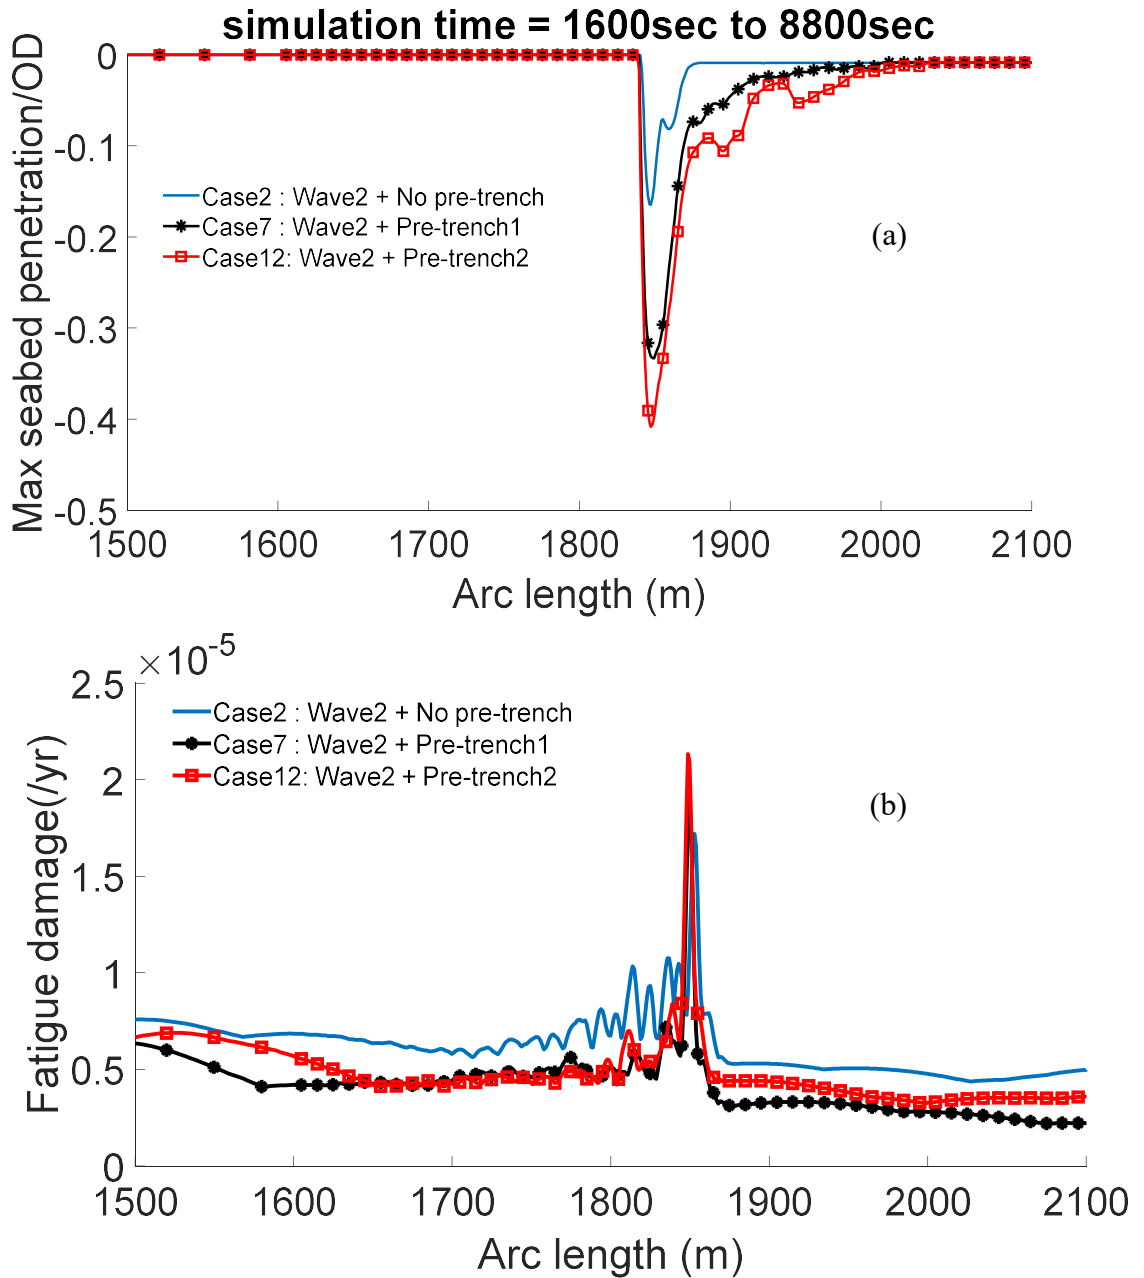 simulation time = 1600sec to 8800sec
Max seabed penetration/OD
0
-0.1
-0.2
-0.3
-0.4
-0.5
Case2 : Wave2 + No pre-trench
Case7 : Wave2 + Pre-trench1
Case12: Wave2 + Pre-trench2
(a)
1500 1600 1700 1800 1900 2000 2100
Arc length (m)
×10-5
Fatigue damage(/yr)
2.5
2
1.5
1
0.5
0
Case2 : Wave2 + No pre-trench
Case7 : Wave2 + Pre-trench1
Case12: Wave2 + Pre-trench2
(b)
1500 1600 1700 1800 1900 2000 2100
Arc length (m)